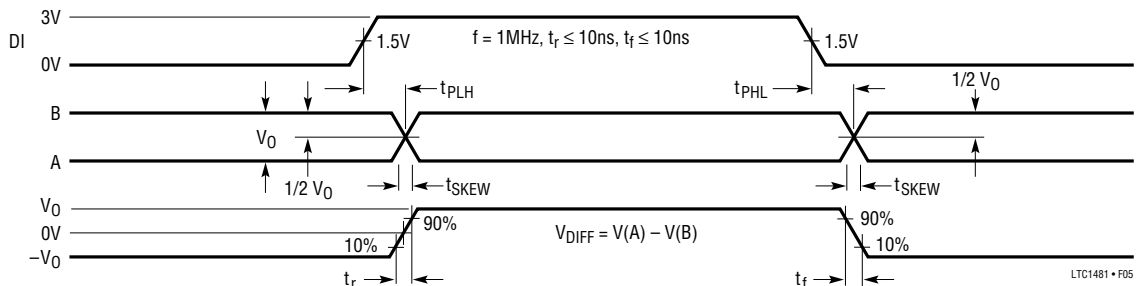 3V
DI
1.5V
f = 1MHz, tr ≤ 10ns, tf ≤ 10ns
1.5V
0V
tPLH
tPHL
1/2 VO
B
VO
A
1/2 VO
tSKEW
tSKEW
VO
90%
90%
0V
VDIFF = V(A) – V(B)
10%
10%
–VO
tr
tf
LTC1481 • F05